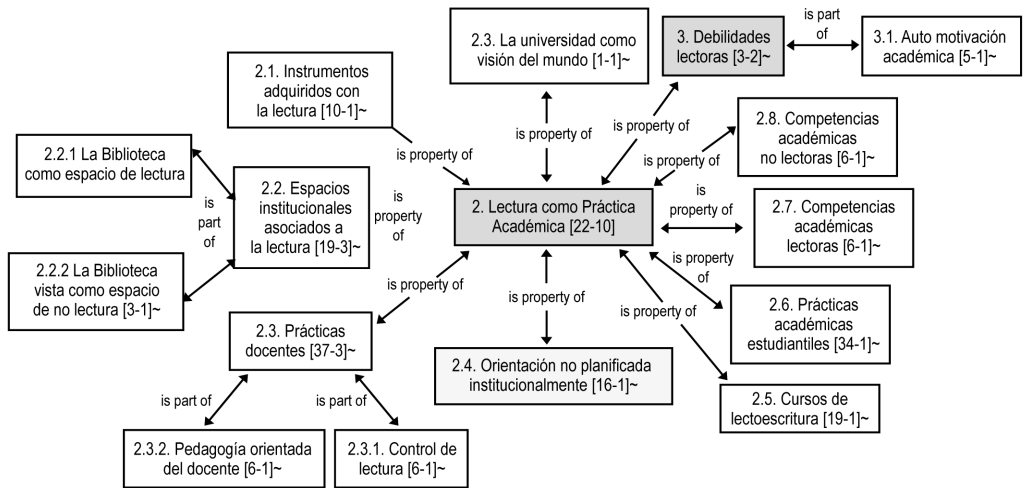 2.3. La universidad como
visión del mundo [1-1]~
3. Debilidades
lectoras [3-2]~
is part
of
3.1. Auto motivación
académica [5-1]~
2.1. Instrumentos
adquiridos con
la lectura [10-1]~
is property of
is property of
is property of
2.8. Competencias
académicas
no lectoras [6-1]~
is property of
2.2.1 La Biblioteca
como espacio de lectura
is
part
of
2.2. Espacios
institucionales
asociados a
la lectura [19-3]~
is
property
of
2. Lectura como Práctica
Académica [22-10]
is
property of
2.7. Competencias
académicas
lectoras [6-1]~
2.2.2 La Biblioteca
vista como espacio
de no lectura [3-1]~
is property of
is property of
is property
of
is property of
2.6. Prácticas
académicas
estudiantiles [34-1]~
2.3. Prácticas
docentes [37-3]~
2.4. Orientación no planificada
institucionalmente [16-1]~
2.5. Cursos de
lectoescritura [19-1]~
is part of
is part of
2.3.2. Pedagogía orientada
del docente [6-1]~
2.3.1. Control de
lectura [6-1]~